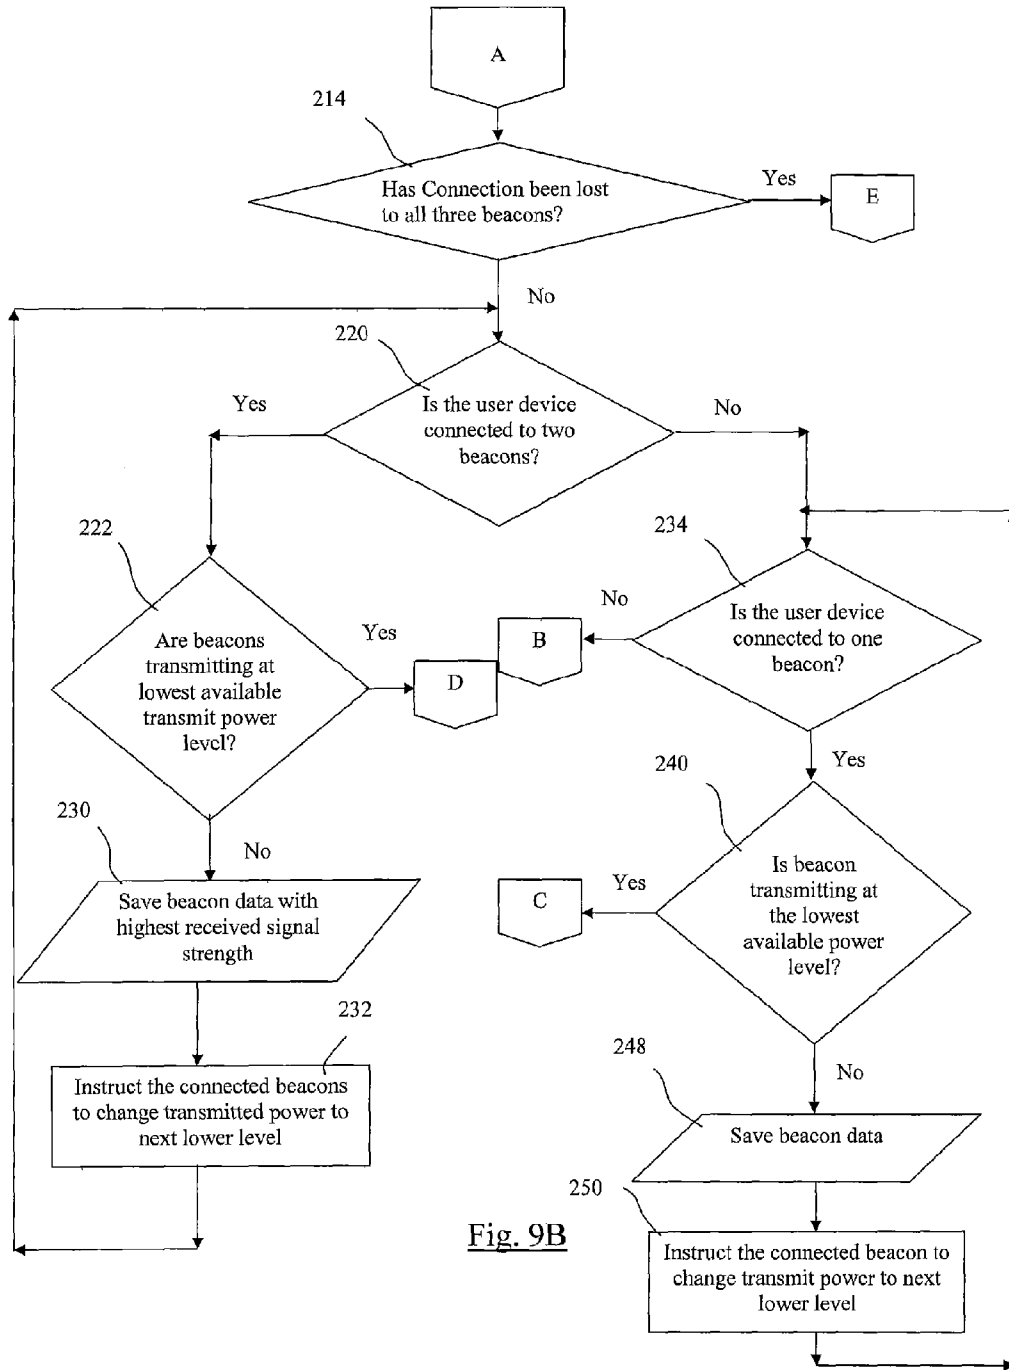 A
214
Has Connection been lost
to all three beacons?
Yes
E
No
220
Is the user device
connected to two
beacons?
Yes
No
222
Are beacons
transmitting at
lowest available
transmit power
level?
Yes
D
B
No
234
Is the user device
connected to one
beacon?
Yes
240
Is beacon
transmitting at
the lowest
available power
level?
Yes
C
No
230
Save beacon data with
highest received signal
strength
232
Instruct the connected beacons
to change transmitted power to
next lower level
No
248
Save beacon data
250
Instruct the connected beacon to
change transmit power to next
lower level
Fig. 9B